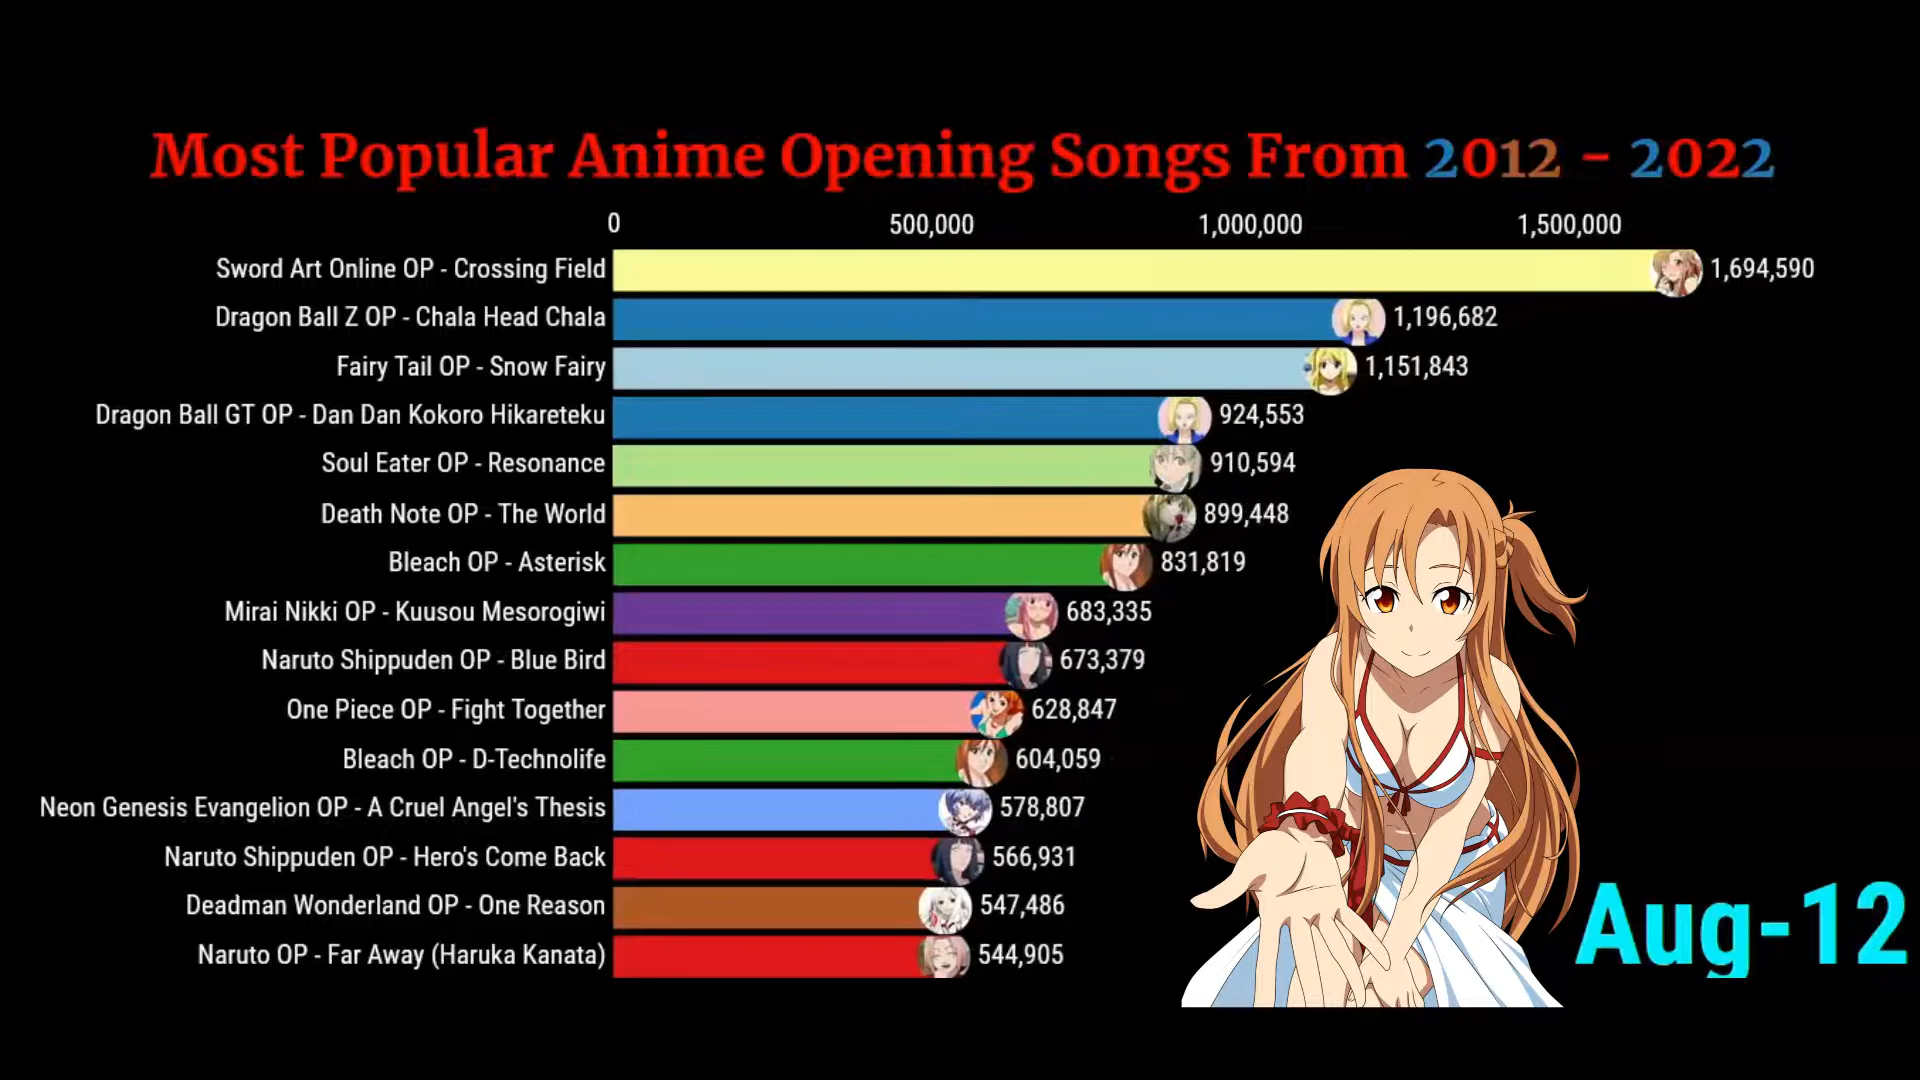 Most Popular Anime Opening Songs From 2012 - 2022
0 500,000 1,000,000 1,500,000
Sword Art Online OP - Crossing Field 1,694,590
Dragon Ball Z OP - Chala Head Chala 1,196,682
Fairy Tail OP - Snow Fairy 1,151,843
Dragon Ball GT OP - Dan Dan Kokoro Hikareteku 924,553
Soul Eater OP - Resonance 910,594
Death Note OP - The World 899,448
Bleach OP - Asterisk 831,819
Mirai Nikki OP - Kuusou Mesorogiwi 683,335
Naruto Shippuden OP - Blue Bird 673,379
One Piece OP - Fight Together 628,847
Bleach OP - D-Technolife 604,059
Neon Genesis Evangelion OP - A Cruel Angel's Thesis 578,807
Naruto Shippuden OP - Hero's Come Back 566,931
Deadman Wonderland OP - One Reason 547,486
Naruto OP - Far Away (Haruka Kanata) 544,905
Aug-12